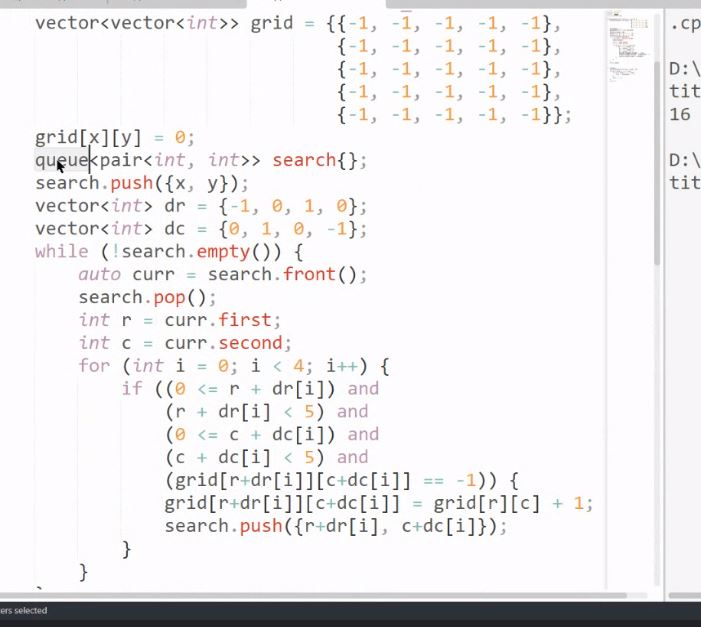 vector<vector<int>> grid = {{-1, -1, -1, -1, -1},
{-1, -1, -1, -1, -1},
{-1, -1, -1, -1, -1},
{-1, -1, -1, -1, -1},
{-1, -1, -1, -1, -1}};
grid[x][y] = 0;
queue<pair<int, int>> search{};
search.push({x, y});
vector<int> dr = {-1, 0, 1, 0};
vector<int> dc = {0, 1, 0, -1};
while (!search.empty()) {
auto curr = search.front();
search.pop();
int r = curr.first;
int c = curr.second;
for (int i = 0; i < 4; i++) {
if ((0 <= r + dr[i]) and
(r + dr[i] < 5) and
(0 <= c + dc[i]) and
(c + dc[i] < 5) and
(grid[r+dr[i]][c+dc[i]] == -1)) {
grid[r+dr[i]][c+dc[i]] = grid[r][c] + 1;
search.push({r+dr[i], c+dc[i]});
}
}
.cp
D:\
tit
16
D:\
tit
ers selected